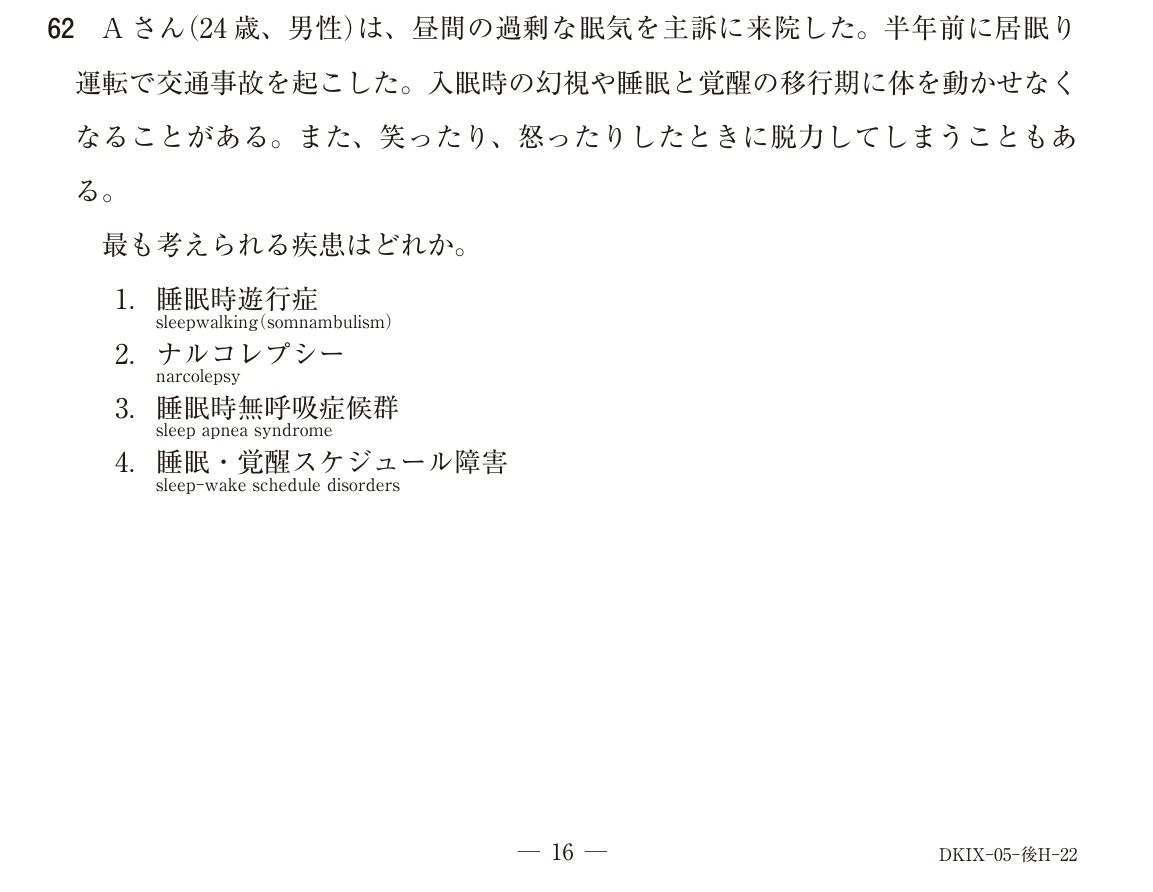 62 Aさん(24歳、男性)は、昼間の過剰な眠気を主訴に来院した。半年前に居眠り
運転で交通事故を起こした。入眠時の幻視や睡眠と覚醒の移行期に体を動かせなく
なることがある。また、笑ったり、怒ったりしたときに脱力してしまうこともあ
る。
最も考えられる疾患はどれか。
1. 睡眠時遊行症
sleepwalking(somnambulism)
2. ナルコレプシー
narcolepsy
3. 睡眠時無呼吸症候群
sleep apnea syndrome
4. 睡眠・覚醒スケジュール障害
sleep-wake schedule disorders
— 16 —
DKIX-05-後H-22